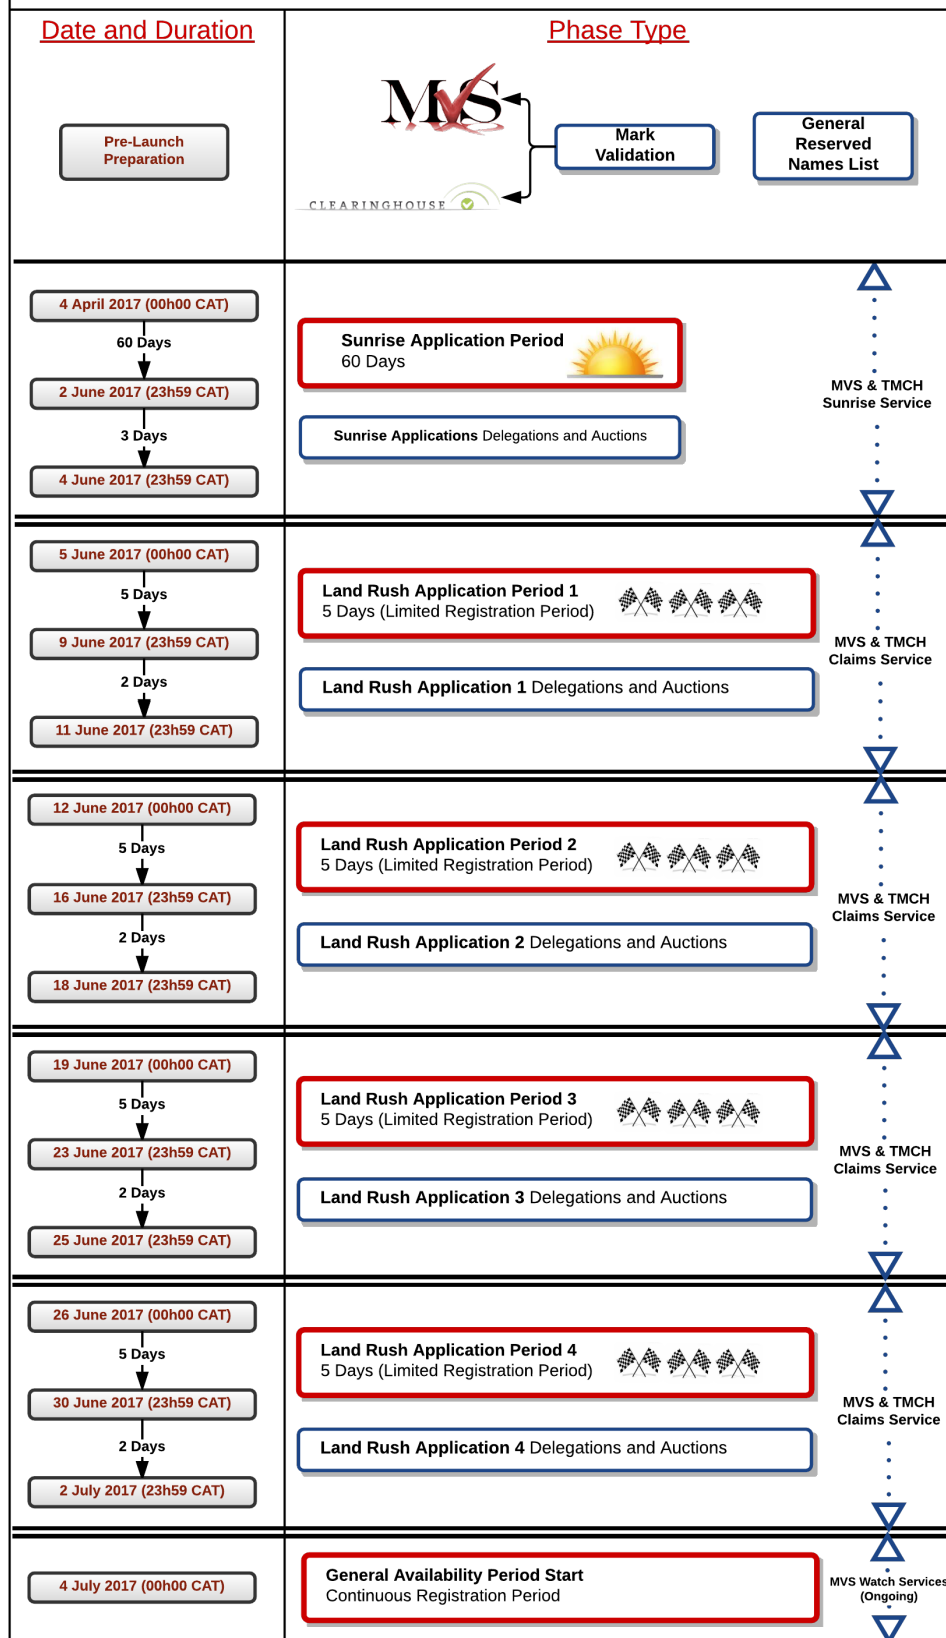 Date and Duration
Phase Type
Pre-Launch
Preparation
MVS
CLEARINGHOUSE
Mark
Validation
General
Reserved
Names List
4 April 2017 (00h00 CAT)
60 Days
2 June 2017 (23h59 CAT)
3 Days
4 June 2017 (23h59 CAT)
Sunrise Application Period
60 Days
Sunrise Applications Delegations and Auctions
MVS & TMCH
Sunrise Service
5 June 2017 (00h00 CAT)
5 Days
9 June 2017 (23h59 CAT)
2 Days
11 June 2017 (23h59 CAT)
Land Rush Application Period 1
5 Days (Limited Registration Period)
Land Rush Application 1 Delegations and Auctions
MVS & TMCH
Claims Service
12 June 2017 (00h00 CAT)
5 Days
16 June 2017 (23h59 CAT)
2 Days
18 June 2017 (23h59 CAT)
Land Rush Application Period 2
5 Days (Limited Registration Period)
Land Rush Application 2 Delegations and Auctions
MVS & TMCH
Claims Service
19 June 2017 (00h00 CAT)
5 Days
23 June 2017 (23h59 CAT)
2 Days
25 June 2017 (23h59 CAT)
Land Rush Application Period 3
5 Days (Limited Registration Period)
Land Rush Application 3 Delegations and Auctions
MVS & TMCH
Claims Service
26 June 2017 (00h00 CAT)
5 Days
30 June 2017 (23h59 CAT)
2 Days
2 July 2017 (23h59 CAT)
Land Rush Application Period 4
5 Days (Limited Registration Period)
Land Rush Application 4 Delegations and Auctions
MVS & TMCH
Claims Service
4 July 2017 (00h00 CAT)
General Availability Period Start
Continuous Registration Period
MVS Watch Services
(Ongoing)